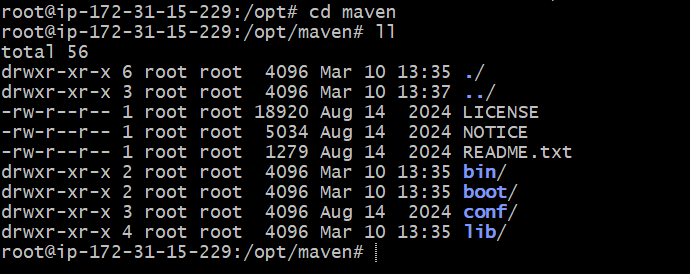 root@ip-172-31-15-229:/opt# cd maven
root@ip-172-31-15-229:/opt/maven# ll
total 56
drwxr-xr-x 6 root root  4096 Mar 10 13:35 ./
drwxr-xr-x 3 root root  4096 Mar 10 13:37 ../
-rw-r--r-- 1 root root 18920 Aug 14  2024 LICENSE
-rw-r--r-- 1 root root  5034 Aug 14  2024 NOTICE
-rw-r--r-- 1 root root  1279 Aug 14  2024 README.txt
drwxr-xr-x 2 root root  4096 Mar 10 13:35 bin/
drwxr-xr-x 2 root root  4096 Mar 10 13:35 boot/
drwxr-xr-x 3 root root  4096 Aug 14  2024 conf/
drwxr-xr-x 4 root root  4096 Mar 10 13:35 lib/
root@ip-172-31-15-229:/opt/maven#